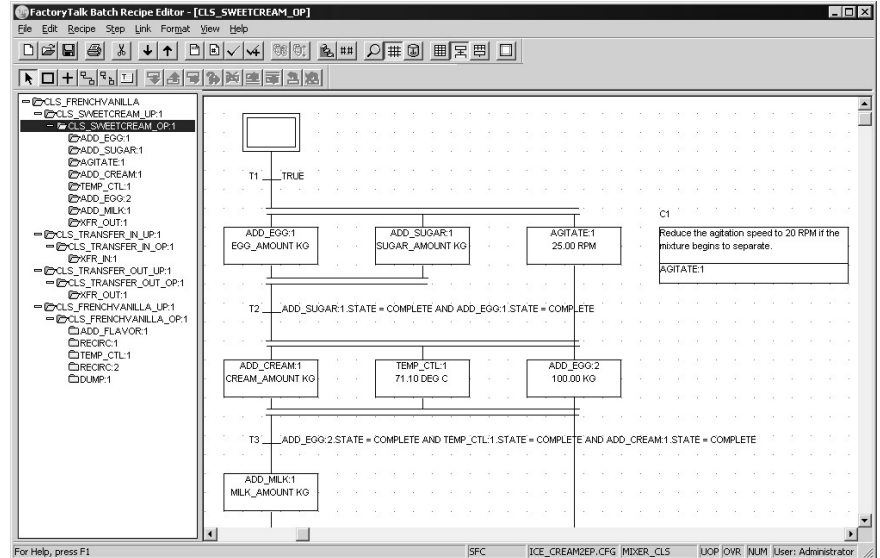 FactoryTalk Batch Recipe Editor - [CLS_SWEETCREAM_OP]
File Edit Recipe Step Link Format View Help
CLS_FRENCHVANILLA
CLS_SWEETCREAM_UP:1
CLS_SWEETCREAM_OP:1
ADD_EGG:1
ADD_SUGAR:1
AGITATE:1
ADD_CREAM:1
TEMP_CTL:1
ADD_EGG:2
ADD_MILK:1
XFR_OUT:1
CLS_TRANSFER_IN_UP:1
CLS_TRANSFER_IN_OP:1
XFR_IN:1
CLS_TRANSFER_OUT_UP:1
CLS_TRANSFER_OUT_OP:1
XFR_OUT:1
CLS_FRENCHVANILLA_UP:1
CLS_FRENCHVANILLA_OP:1
ADD_FLAVOR:1
RECIRC:1
TEMP_CTL:1
RECIRC:2
DUMP:1
T1 TRUE
ADD_EGG:1
EGG_AMOUNT KG
ADD_SUGAR:1
SUGAR_AMOUNT KG
AGITATE:1
25.00 RPM
C1
Reduce the agitation speed to 20 RPM if the
mixture begins to separate.
AGITATE:1
T2 ADD_SUGAR:1.STATE = COMPLETE AND ADD_EGG:1.STATE = COMPLETE
ADD_CREAM:1
CREAM_AMOUNT KG
TEMP_CTL:1
71.10 DEG C
ADD_EGG:2
100.00 KG
T3 ADD_EGG:2.STATE = COMPLETE AND TEMP_CTL:1.STATE = COMPLETE AND ADD_CREAM:1.STATE = COMPLETE
ADD_MILK:1
MILK_AMOUNT KG
For Help, press F1
SFC ICE_CREAM2EP.CFG MIXER_CLS UOP OVR NUM User: Administrator